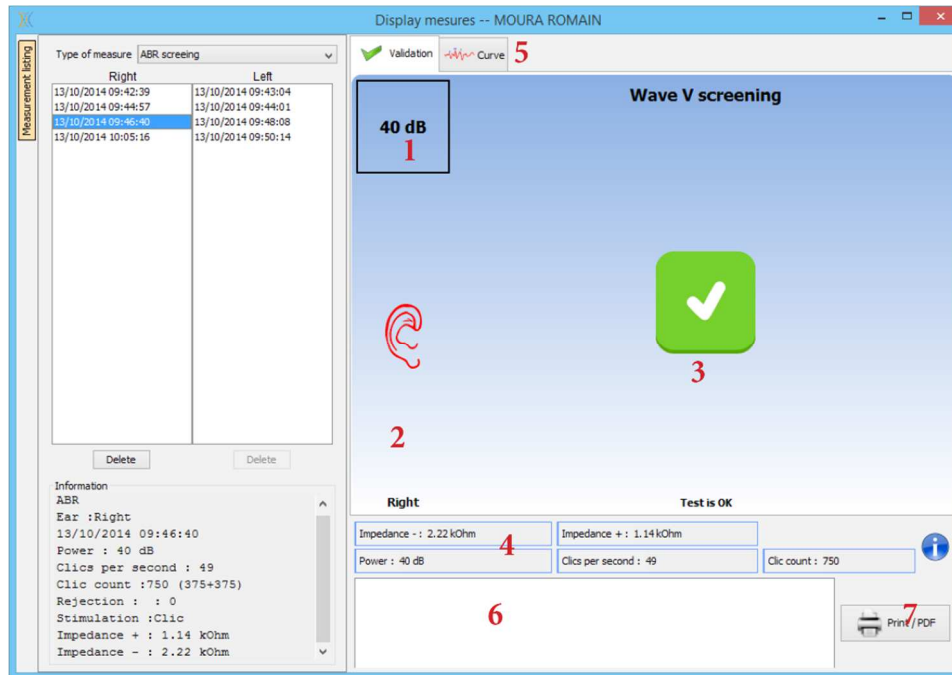 Display mesures -- MOURA ROMAIN
Measurement listing
Type of measure ABR screeing
Right Left
13/10/2014 09:42:39 13/10/2014 09:43:04
13/10/2014 09:44:57 13/10/2014 09:44:01
13/10/2014 09:46:40 13/10/2014 09:48:08
13/10/2014 10:05:16 13/10/2014 09:50:14
Delete Delete
Information
ABR
Ear :Right
13/10/2014 09:46:40
Power : 40 dB
Clics per second : 49
Clic count :750 (375+375)
Rejection : : 0
Stimulation :Clic
Impedance + : 1.14 kOhm
Impedance - : 2.22 kOhm
Validation Curve 5
Wave V screening
40 dB
1
2
3
Right Test is OK
Impedance - : 2.22 kOhm Impedance + : 1.14 kOhm
4
Power : 40 dB Clics per second : 49 Clic count : 750
6
7
Print / PDF